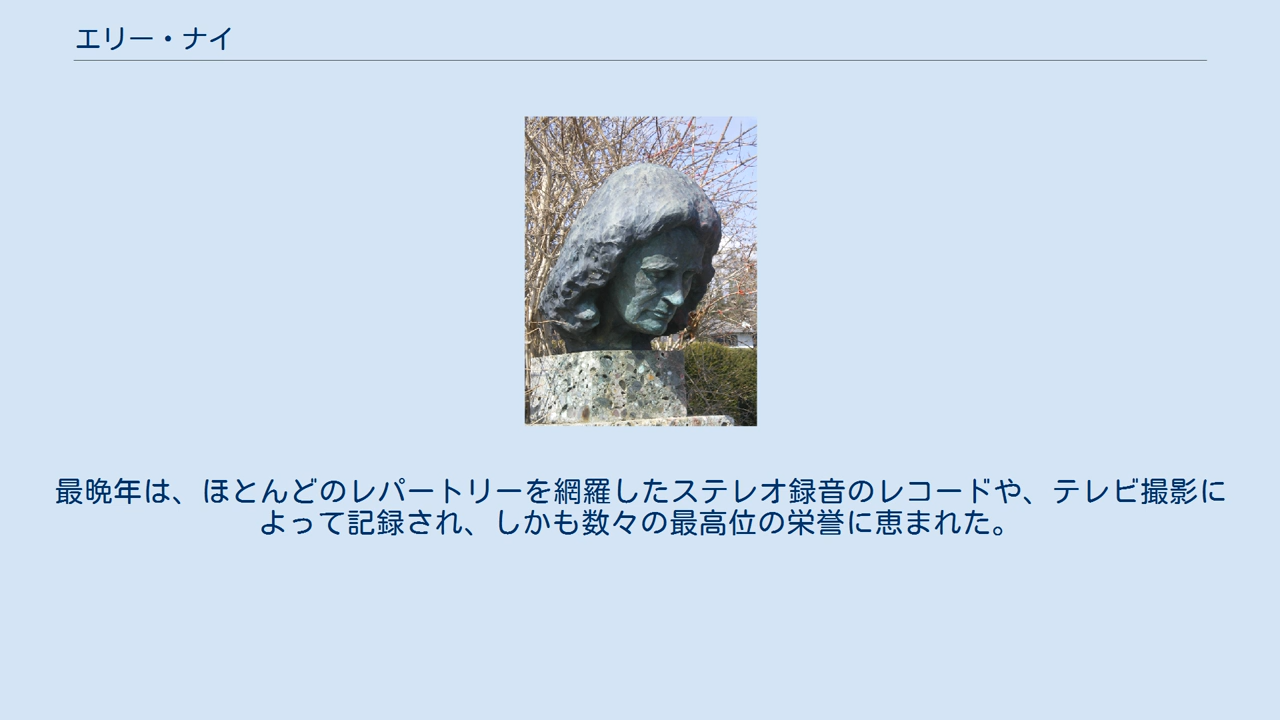 エリー・ナイ
最晩年は、ほとんどのレパートリーを網羅したステレオ録音のレコードや、テレビ撮影に
よって記録され、しかも数々の最高位の栄誉に恵まれた。